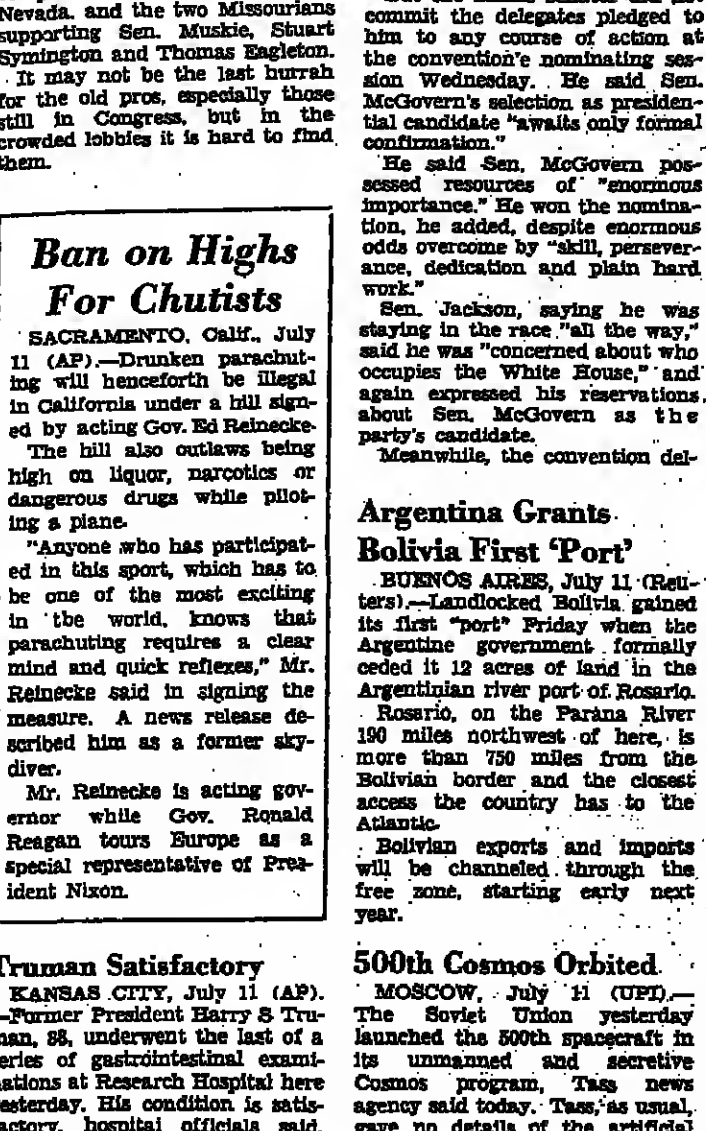 Nevada. and the two Missourians
supporting Sen. Muskie, Stuart
Symington and Thomas Eagleton.
It may not be the last hurrah
for the old pros, especially those
still in Congress, but in the
crowded lobbies it is hard to find
them.

Ban on Highs
For Chutists
SACRAMENTO, Calif., July
11 (AP).—Drunken parachut-
ing will henceforth be illegal
in California under a bill sign-
ed by acting Gov. Ed Reinecke.
The bill also outlaws being
high on liquor, narcotics or
dangerous drugs while pilot-
ing a plane.
"Anyone who has participat-
ed in this sport, which has to
be one of the most exciting
in the world, knows that
parachuting requires a clear
mind and quick reflexes," Mr.
Reinecke said in signing the
measure. A news release de-
scribed him as a former sky-
diver.
Mr. Reinecke is acting gov-
ernor while Gov. Ronald
Reagan tours Europe as a
special representative of Pres-
ident Nixon.

Truman Satisfactory
KANSAS CITY, July 11 (AP).
—Former President Harry S Tru-
man, 88, underwent the last of a
series of gastrointestinal exami-
nations at Research Hospital here
yesterday. His condition is satis-
factory, hospital officials said.

commit the delegates pledged to
him to any course of action at
the convention'e nominating ses-
sion Wednesday. He said Sen.
McGovern's selection as presiden-
tial candidate "awaits only formal
confirmation."
He said Sen. McGovern pos-
sessed resources of "enormous
importance." He won the nomina-
tion, he added, despite enormous
odds overcome by "skill, persever-
ance, dedication and plain hard
work."
Sen. Jackson, saying he was
staying in the race "all the way,"
said he was "concerned about who
occupies the White House," and
again expressed his reservations
about Sen. McGovern as the
party's candidate.
Meanwhile, the convention del-

Argentina Grants
Bolivia First 'Port'
BUENOS AIRES, July 11 (Reu-
ters).—Landlocked Bolivia gained
its first "port" Friday when the
Argentine government formally
ceded it 12 acres of land in the
Argentinian river port of Rosario.
Rosario, on the Parana River
190 miles northwest of here, is
more than 750 miles from the
Bolivian border and the closest
access the country has to the
Atlantic.
Bolivian exports and imports
will be channeled through the
free zone, starting early next
year.

500th Cosmos Orbited
MOSCOW, July 11 (UPI).—
The Soviet Union yesterday
launched the 500th spacecraft in
its unmanned and secretive
Cosmos program, Tass news
agency said today. Tass, as usual,
gave no details of the artificial